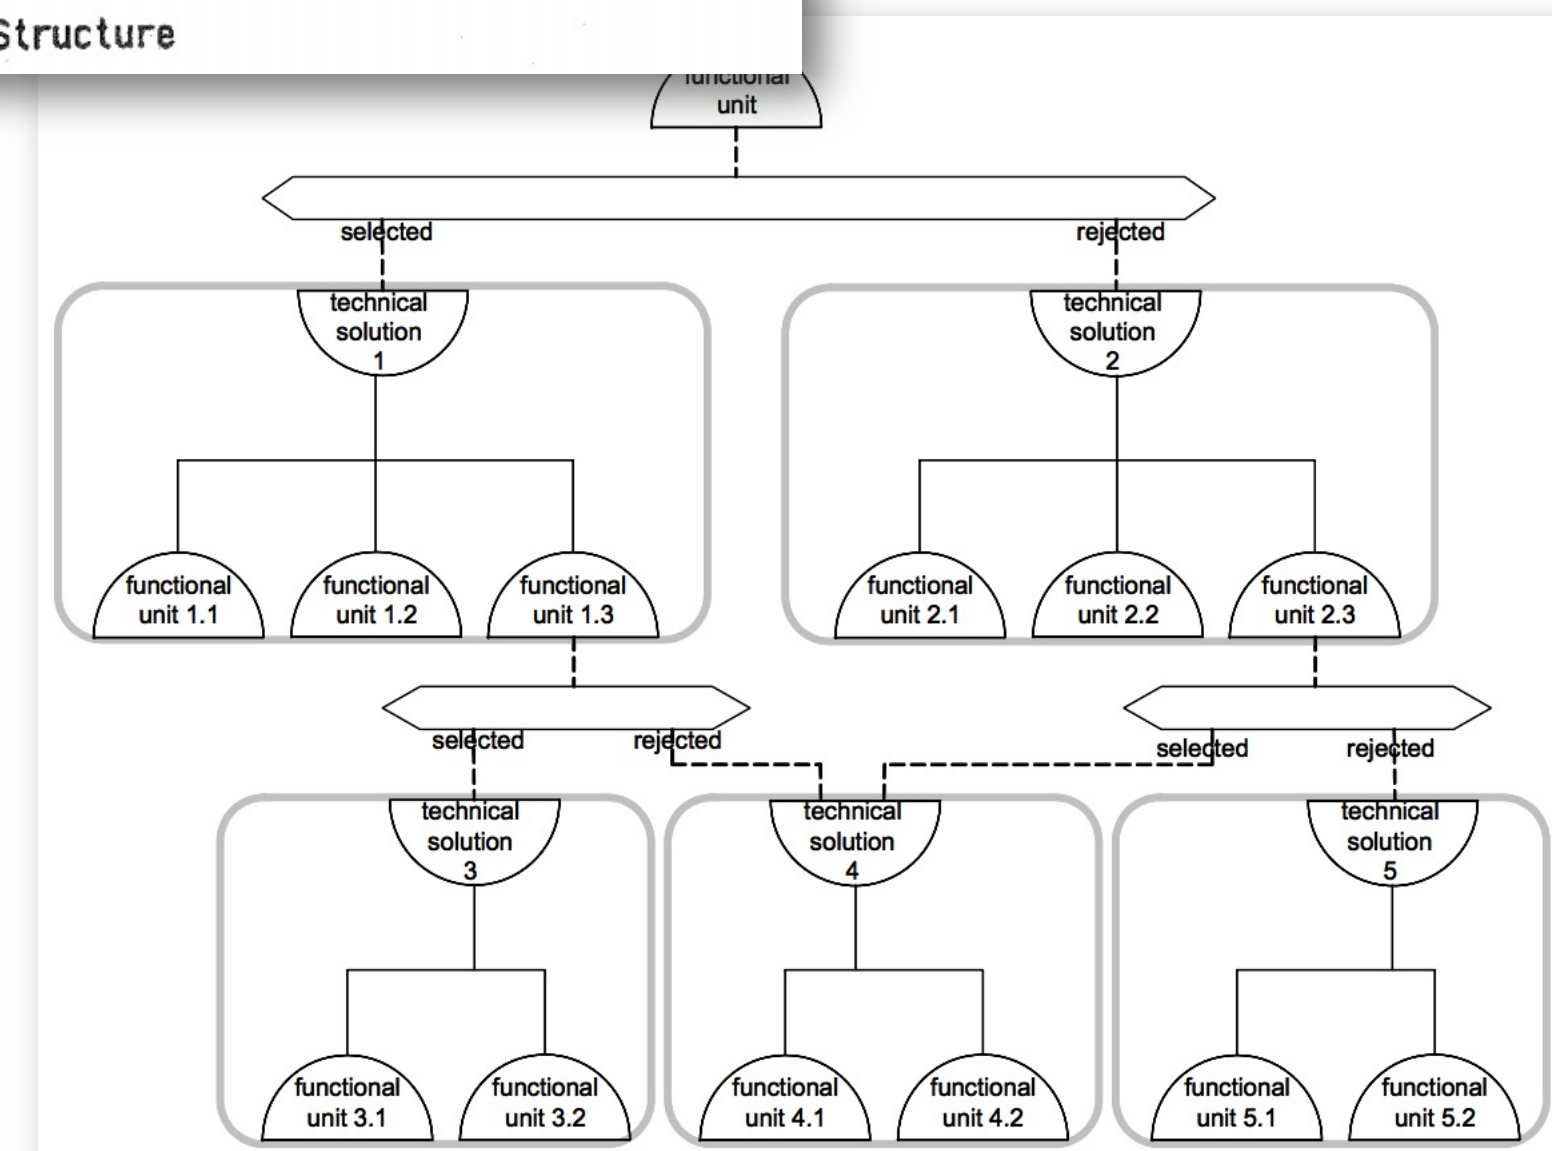 Structure
functional
unit
selected
rejected
technical
solution
1
technical
solution
2
functional
unit 1.1
functional
unit 1.2
functional
unit 1.3
functional
unit 2.1
functional
unit 2.2
functional
unit 2.3
selected
rejected
selected
rejected
technical
solution
3
technical
solution
4
technical
solution
5
functional
unit 3.1
functional
unit 3.2
functional
unit 4.1
functional
unit 4.2
functional
unit 5.1
functional
unit 5.2